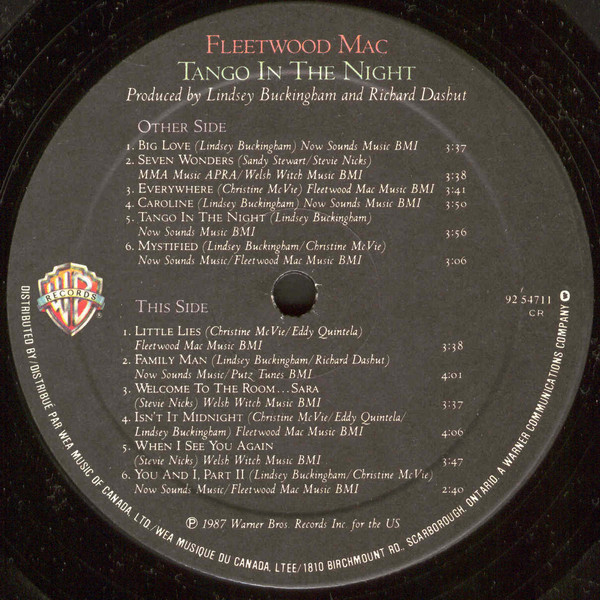 FLEETWOOD MAC
TANGO IN THE NIGHT
Produced by Lindsey Buckingham and Richard Dashut
OTHER SIDE
1. BIG LOVE (Lindsey Buckingham) Now Sounds Music BMI 3:37
2. SEVEN WONDERS (Sandy Stewart/Stevie Nicks)
MMA Music APRA/Welsh Witch Music BMI 3:38
3. EVERYWHERE (Christine McVie) Fleetwood Mac Music BMI 3:41
4. CAROLINE (Lindsey Buckingham) Now Sounds Music BMI 3:50
5. TANGO IN THE NIGHT (Lindsey Buckingham)
Now Sounds Music BMI 3:56
6. MYSTIFIED (Lindsey Buckingham/Christine McVie)
Now Sounds Music/Fleetwood Mac Music BMI 3:06
WB
RECORDS
®
92 54711
CR
THIS SIDE
1. LITTLE LIES (Christine McVie/Eddy Quintela)
Fleetwood Mac Music BMI 3:38
2. FAMILY MAN (Lindsey Buckingham/Richard Dashut)
Now Sounds Music/Putz Tunes BMI 4:01
3. WELCOME TO THE ROOM...SARA
(Stevie Nicks) Welsh Witch Music BMI 3:37
4. ISN'T IT MIDNIGHT (Christine McVie/Eddy Quintela/
Lindsey Buckingham) Fleetwood Mac Music BMI 4:06
5. WHEN I SEE YOU AGAIN
(Stevie Nicks) Welsh Witch Music BMI 3:47
6. YOU AND I, PART II (Lindsey Buckingham/Christine McVie)
Now Sounds Music/Fleetwood Mac Music BMI 2:40
℗ 1987 Warner Bros. Records Inc. for the US
DISTRIBUTED BY/DISTRIBUÉ PAR WEA MUSIC OF CANADA, LTD./WEA MUSIQUE DU CANADA, LTEE/1810 BIRCHMOUNT RD., SCARBOROUGH, ONTARIO. A WARNER COMMUNICATIONS COMPANY